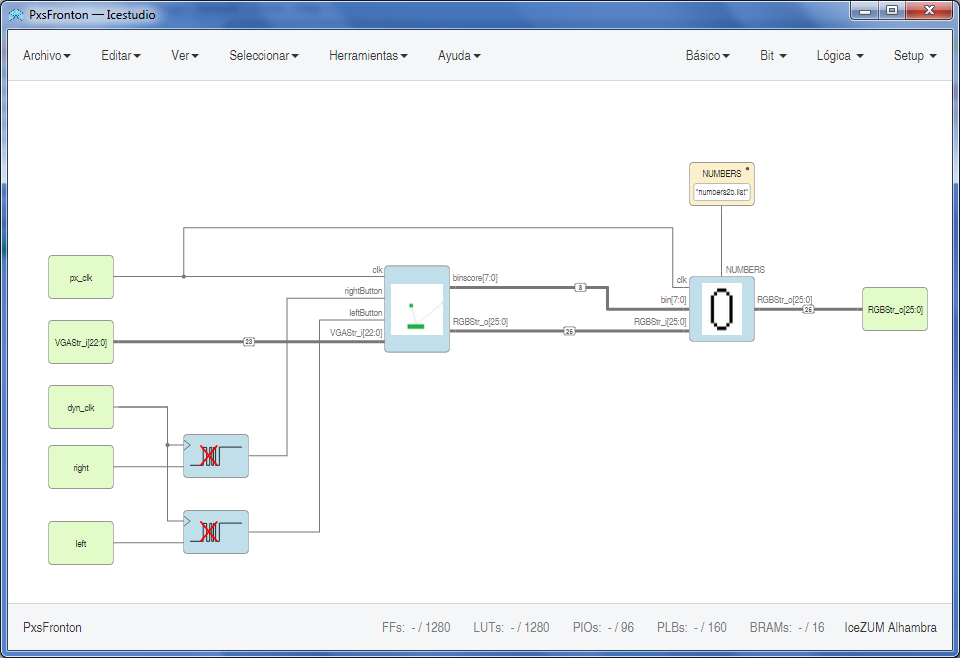 PxsFronton — Icestudio
Archivo Editar Ver Seleccionar Herramientas Ayuda Básico Bit Lógica Setup
NUMBERS
"numbers2b.list"
px_clk
clk
rightButton
leftButton
VGAStr_i[22:0]
binscore[7:0]
8
RGBStr_o[25:0]
26
NUMBERS
clk
bin[7:0]
RGBStr_i[25:0]
0
RGBStr_o[25:0]
26
RGBStr_o[25:0]
VGAStr_i[22:0]
23
dyn_clk
right
left
PxsFronton FFs: - / 1280 LUTs: - / 1280 PIOs: - / 96 PLBs: - / 160 BRAMs: - / 16 IceZUM Alhambra